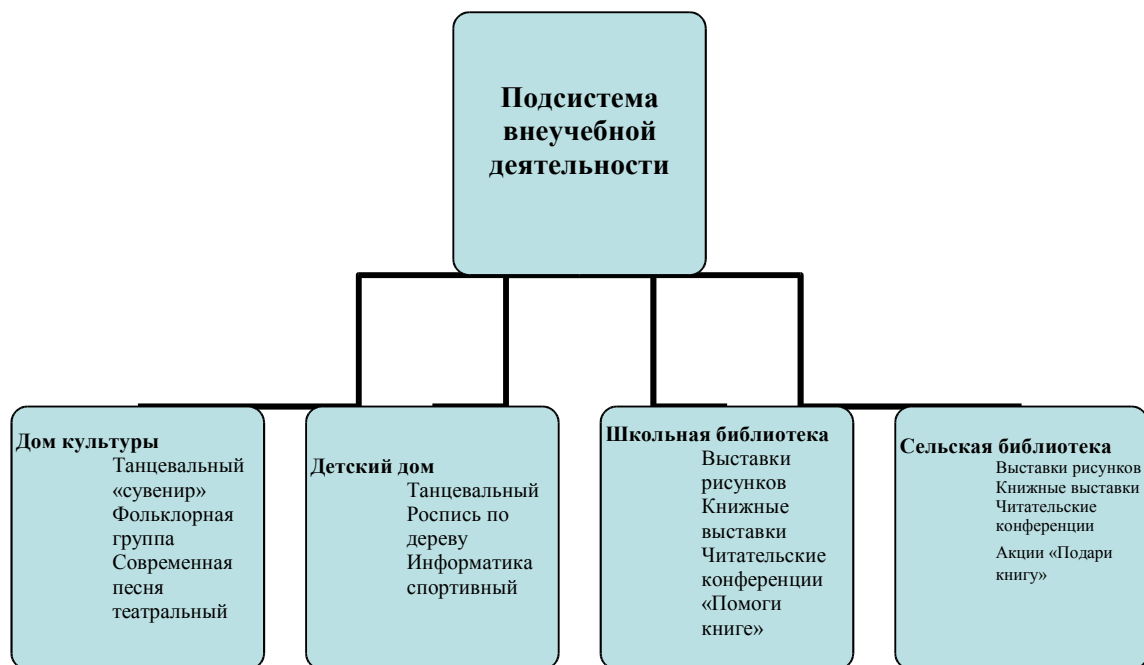 Подсистема
внеучебной
деятельности
Дом культуры
Танцевальный
«сувенир»
Фольклорная
группа
Современная
песня
театральный
Детский дом
Танцевальный
Роспись по
дереву
Информатика
спортивный
Школьная библиотека
Выставки
рисунков
Книжные
выставки
Читательские
конференции
«Помоги
книге»
Сельская библиотека
Выставки рисунков
Книжные выставки
Читательские
конференции
Акции «Подари
книгу»